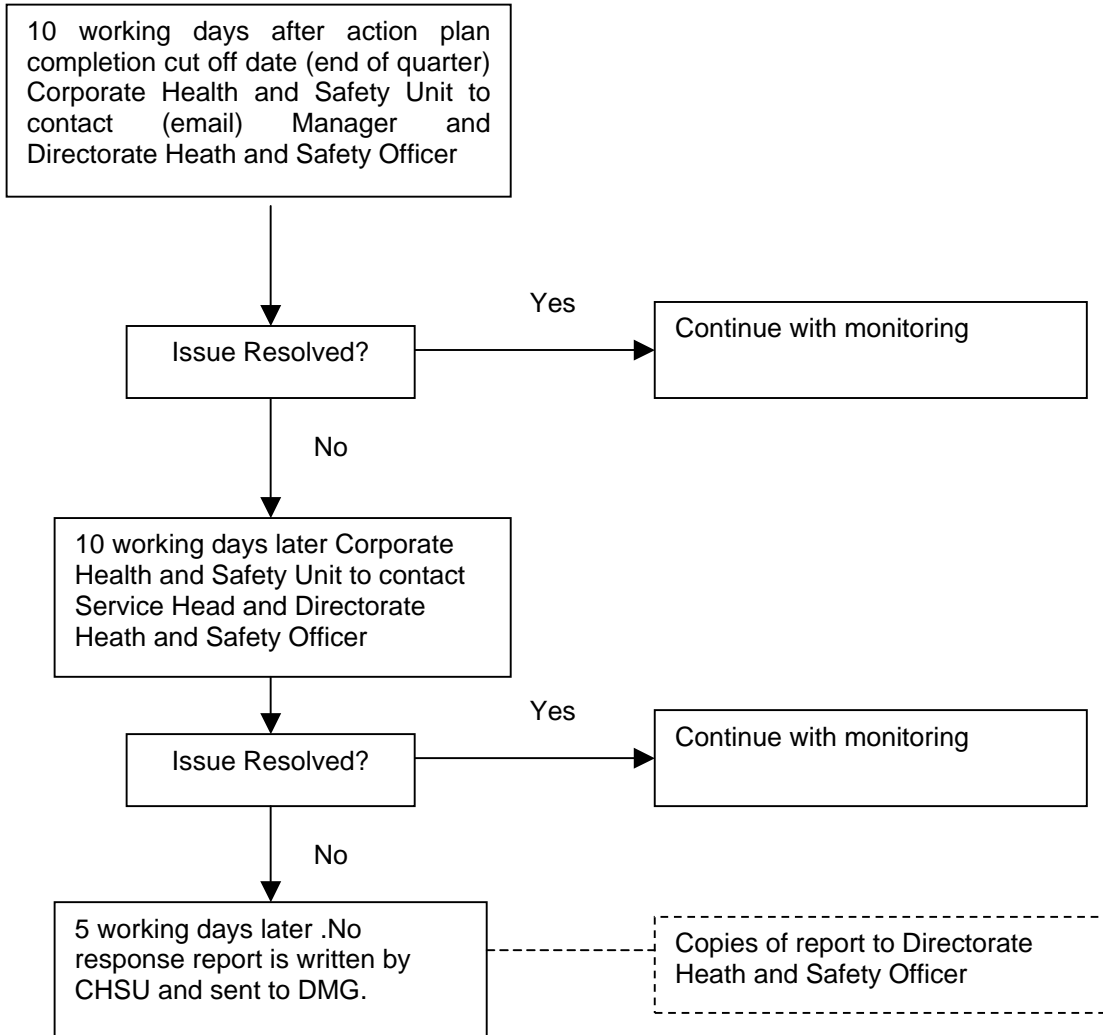 10 working days after action plan
completion cut off date (end of quarter)
Corporate Health and Safety Unit to
contact (email) Manager and
Directorate Heath and Safety Officer
Yes
Issue Resolved?
Continue with monitoring
No
10 working days later Corporate
Health and Safety Unit to contact
Service Head and Directorate
Heath and Safety Officer
Yes
Issue Resolved?
Continue with monitoring
No
5 working days later .No
response report is written by
CHSU and sent to DMG.
Copies of report to Directorate
Heath and Safety Officer